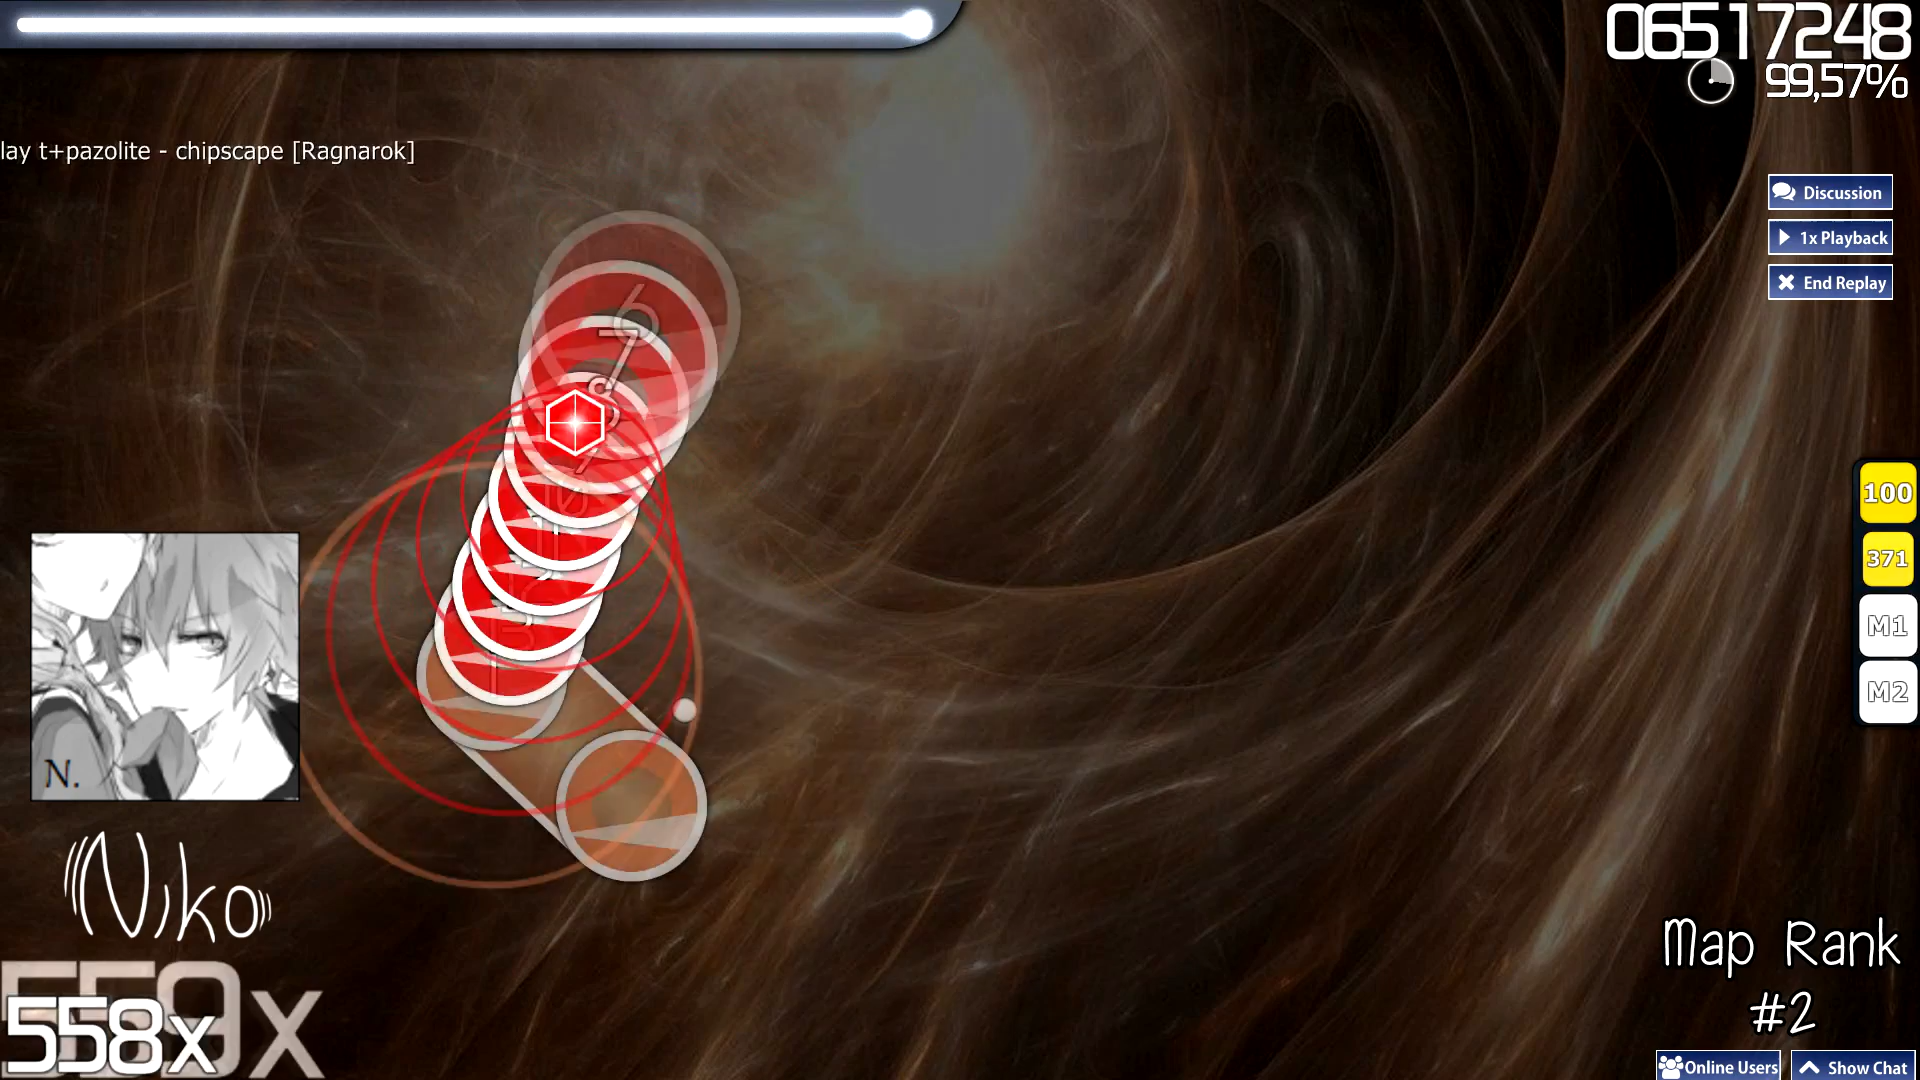 06517248
99,57%
lay t+pazolite - chipscape [Ragnarok]
Discussion
1x Playback
End Replay
100
371
M1
M2
N.
Niko
Map Rank
#2
559x
558x
Online Users
Show Chat